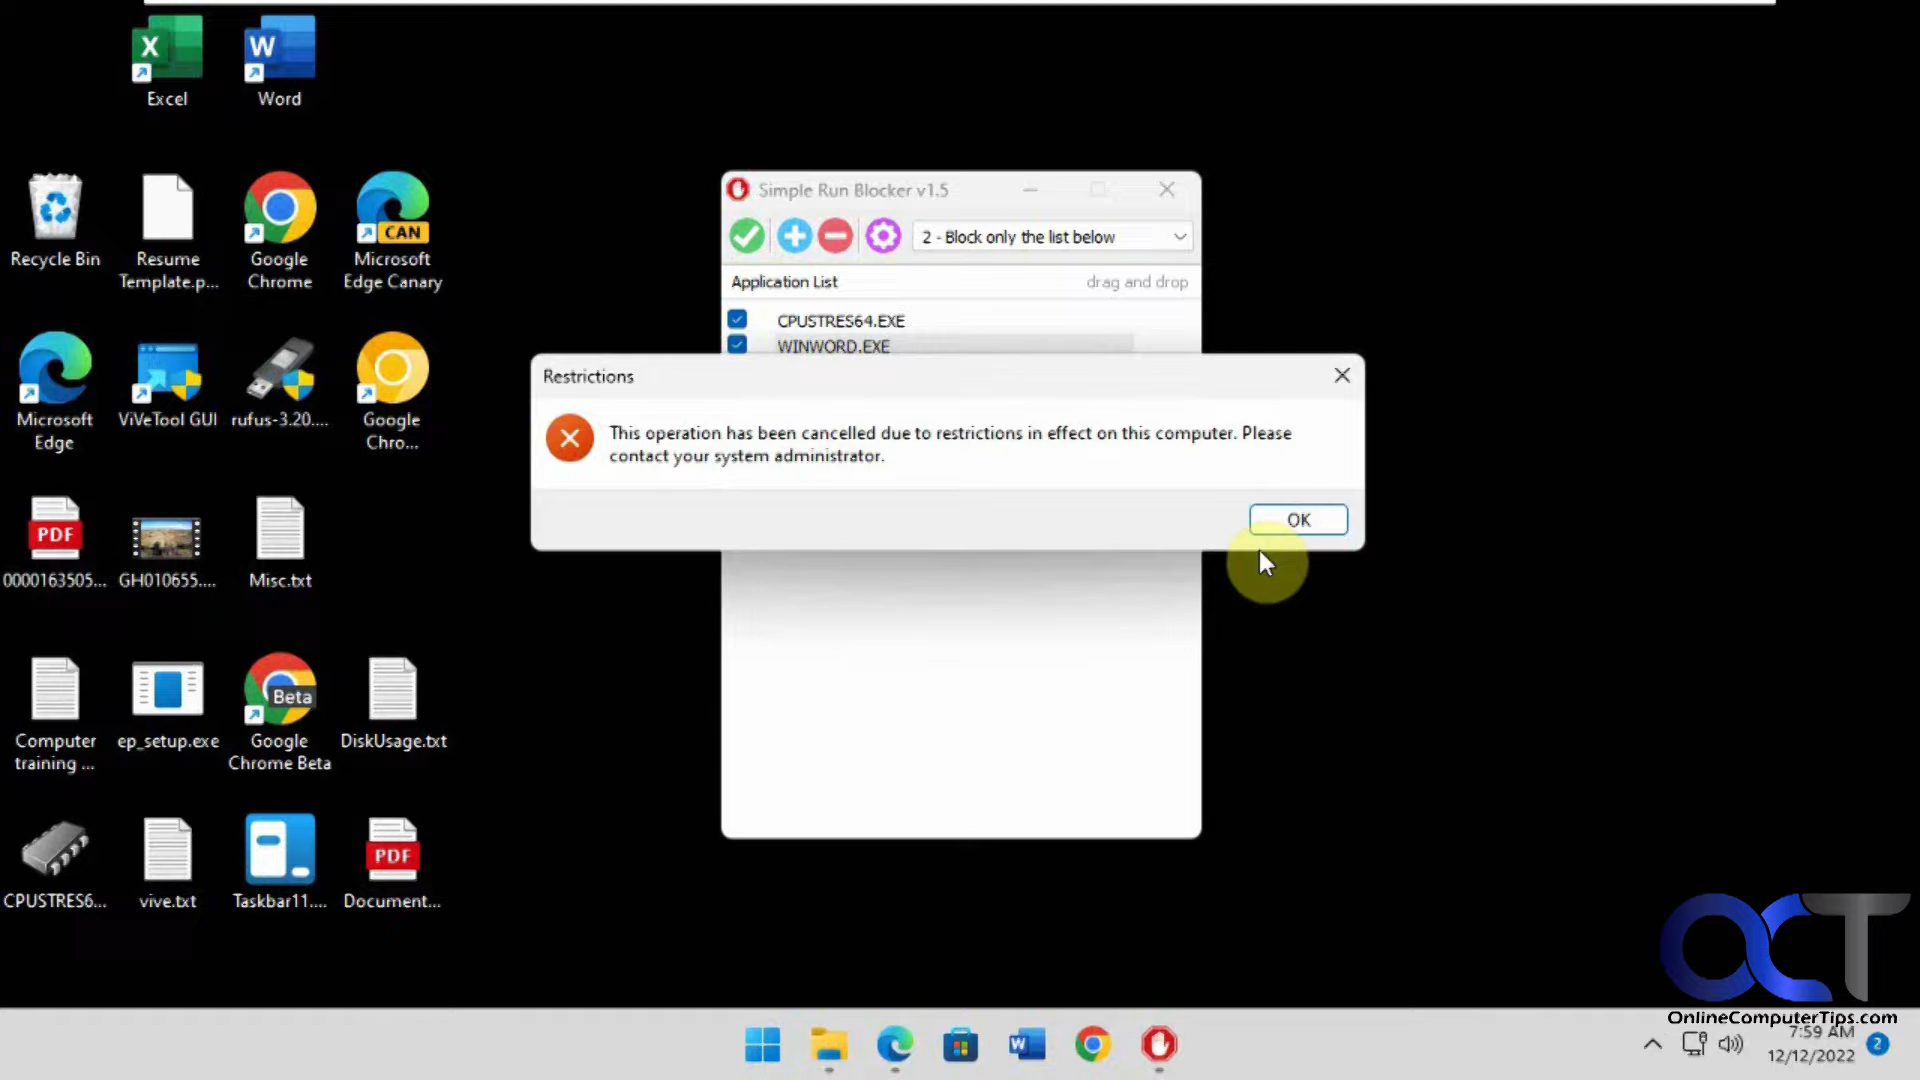 Excel
Word
Recycle Bin
Resume
Template.p...
Google
Chrome
CAN
Microsoft
Edge Canary
Microsoft
Edge
ViVeTool GUI
rufus-3.20....
Google
Chro...
PDF
0000163505...
GH010655....
Misc.txt
Computer
training ...
ep_setup.exe
Beta
Google
Chrome Beta
DiskUsage.txt
CPUSTRES6...
vive.txt
Taskbar11....
PDF
Document...
Simple Run Blocker v1.5
2 - Block only the list below
Application List
drag and drop
CPUSTRES64.EXE
WINWORD.EXE
Restrictions
This operation has been cancelled due to restrictions in effect on this computer. Please
contact your system administrator.
OK
OCT
OnlineComputerTips.com
7:59 AM
12/12/2022
2